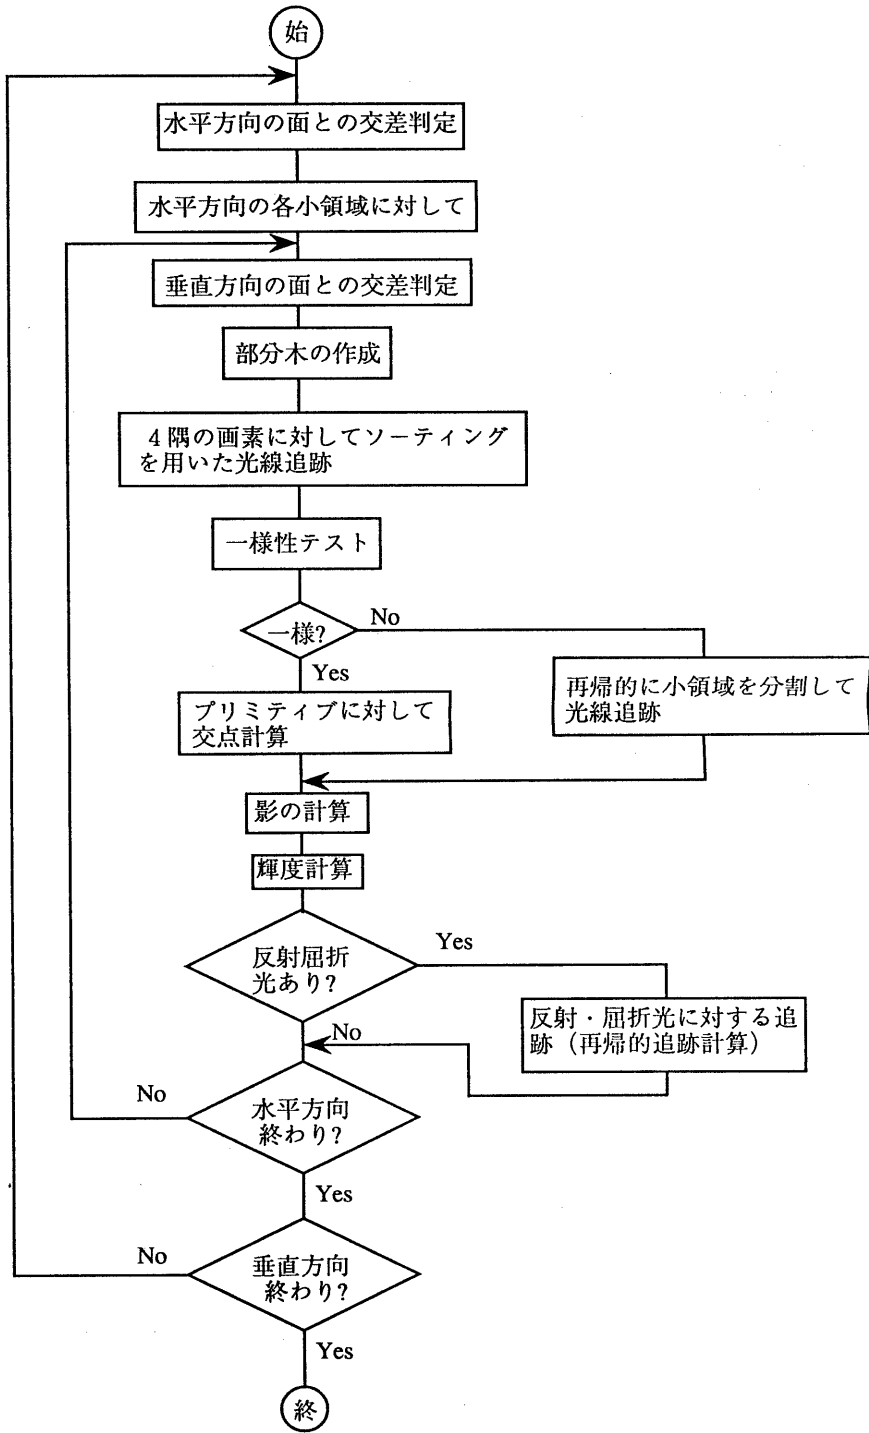 始
水平方向の面との交差判定
水平方向の各小領域に対して
垂直方向の面との交差判定
部分木の作成
4隅の画素に対してソーティング
を用いた光線追跡
一様性テスト
一様?
No
Yes
再帰的に小領域を分割して
光線追跡
プリミティブに対して
交点計算
影の計算
輝度計算
反射屈折
光あり?
Yes
反射・屈折光に対する追
跡（再帰的追跡計算）
No
水平方向
終わり?
No
Yes
垂直方向
終わり?
No
Yes
終